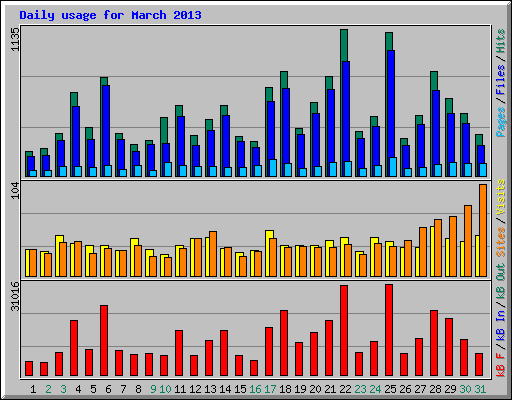 Daily usage for March 2013
1135
Pages / Files / Hits
104
Sites / Visits
31016
kB F / kB In / kB Out
1 2 3 4 5 6 7 8 9 10 11 12 13 14 15 16 17 18 19 20 21 22 23 24 25 26 27 28 29 30 31